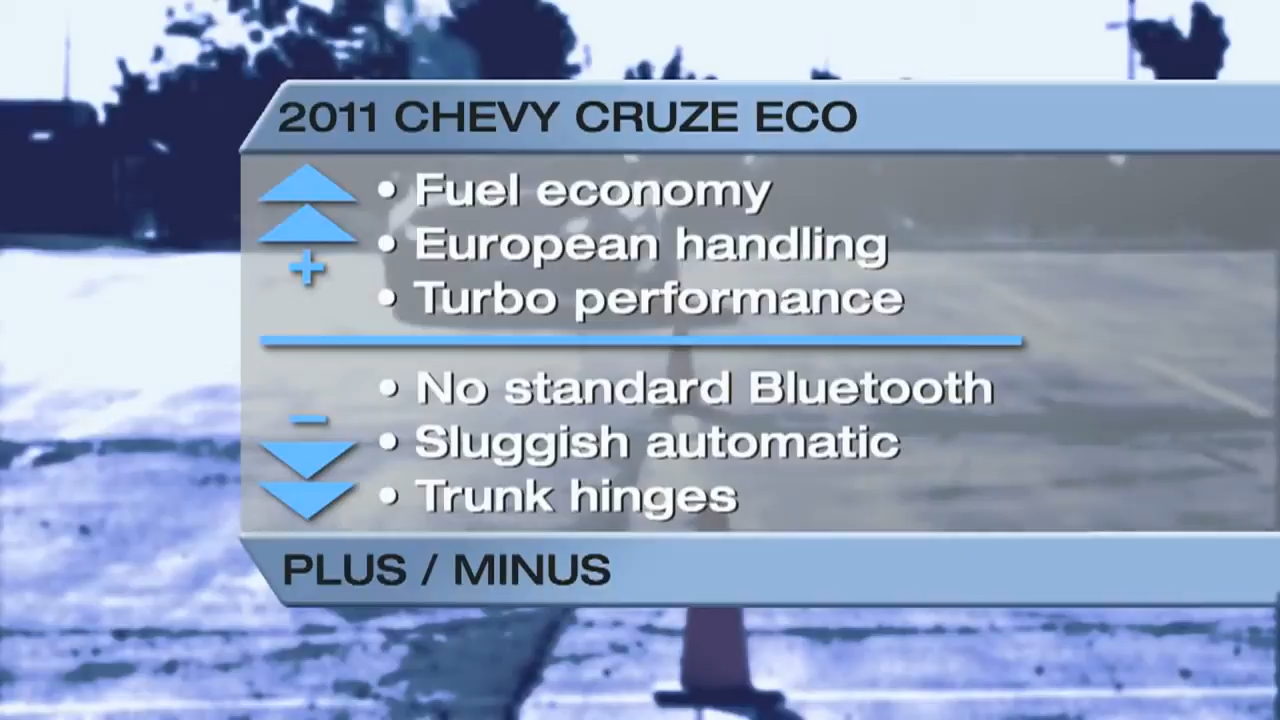 2011 CHEVY CRUZE ECO
• Fuel economy
• European handling
+
• Turbo performance
• No standard Bluetooth
–
• Sluggish automatic
• Trunk hinges
PLUS / MINUS